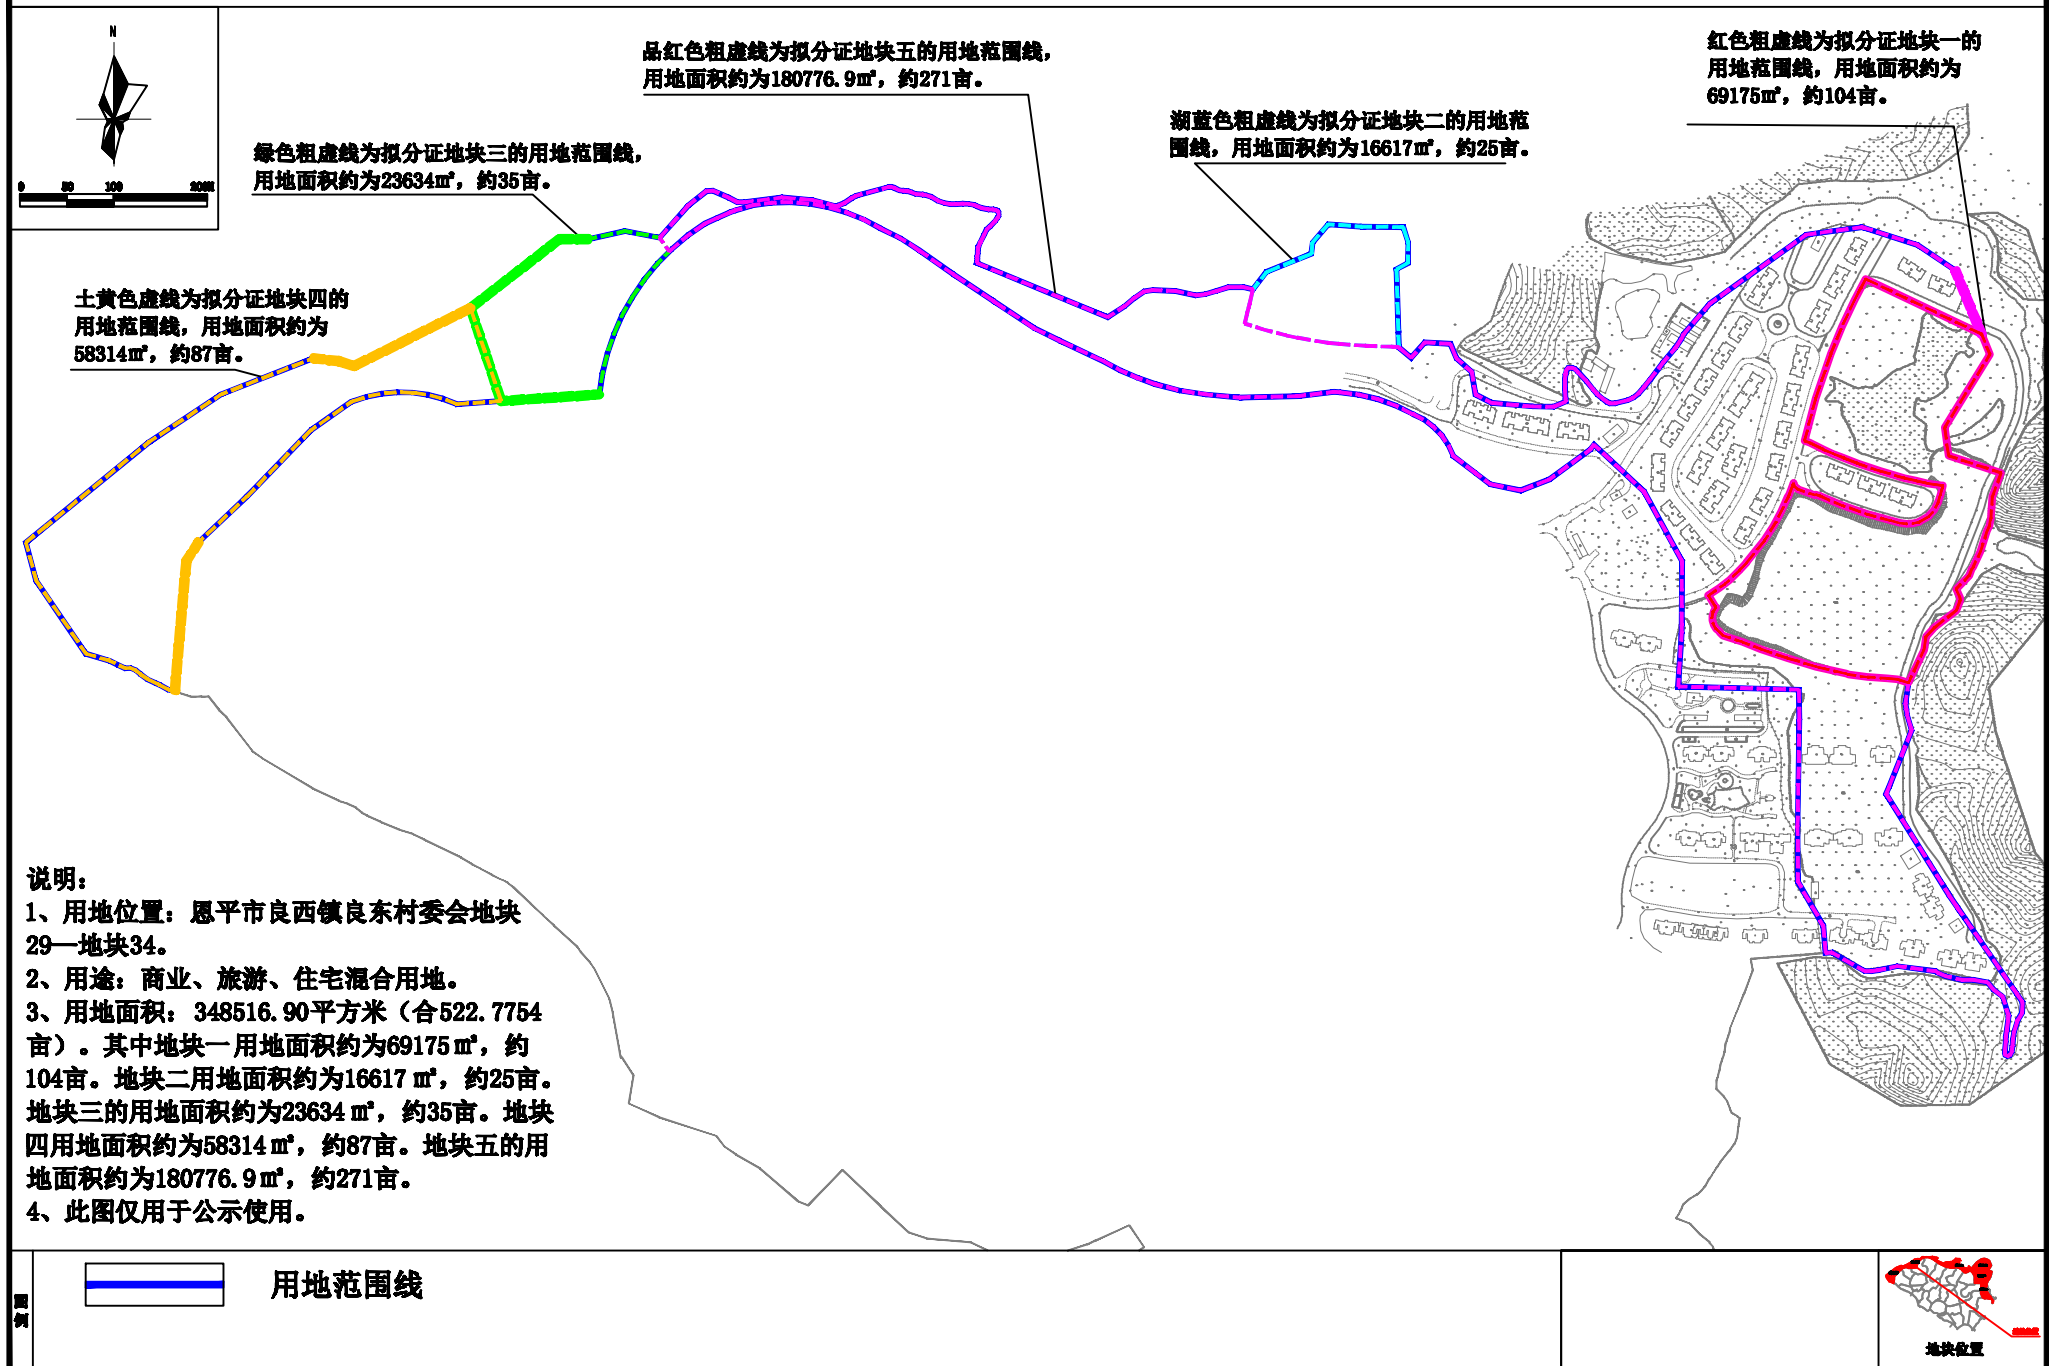 N
0 50 100 200M
品红色粗虚线为拟分证地块五的用地范围线，
用地面积约为180776.9㎡，约271亩。
红色粗虚线为拟分证地块一的
用地范围线，用地面积约为
69175㎡，约104亩。
湖蓝色粗虚线为拟分证地块二的用地范
围线，用地面积约为16617㎡，约25亩。
绿色粗虚线为拟分证地块三的用地范围线，
用地面积约为23634㎡，约35亩。
土黄色虚线为拟分证地块四的
用地范围线，用地面积约为
58314㎡，约87亩。
说明：
1、用地位置：恩平市良西镇良东村委会地块
29—地块34。
2、用途：商业、旅游、住宅混合用地。
3、用地面积：348516.90平方米（合522.7754
亩）。其中地块一用地面积约为69175㎡，约
104亩。地块二用地面积约为16617㎡，约25亩。
地块三的用地面积约为23634㎡，约35亩。地块
四用地面积约为58314㎡，约87亩。地块五的用
地面积约为180776.9㎡，约271亩。
4、此图仅用于公示使用。
图例
用地范围线
地块位置